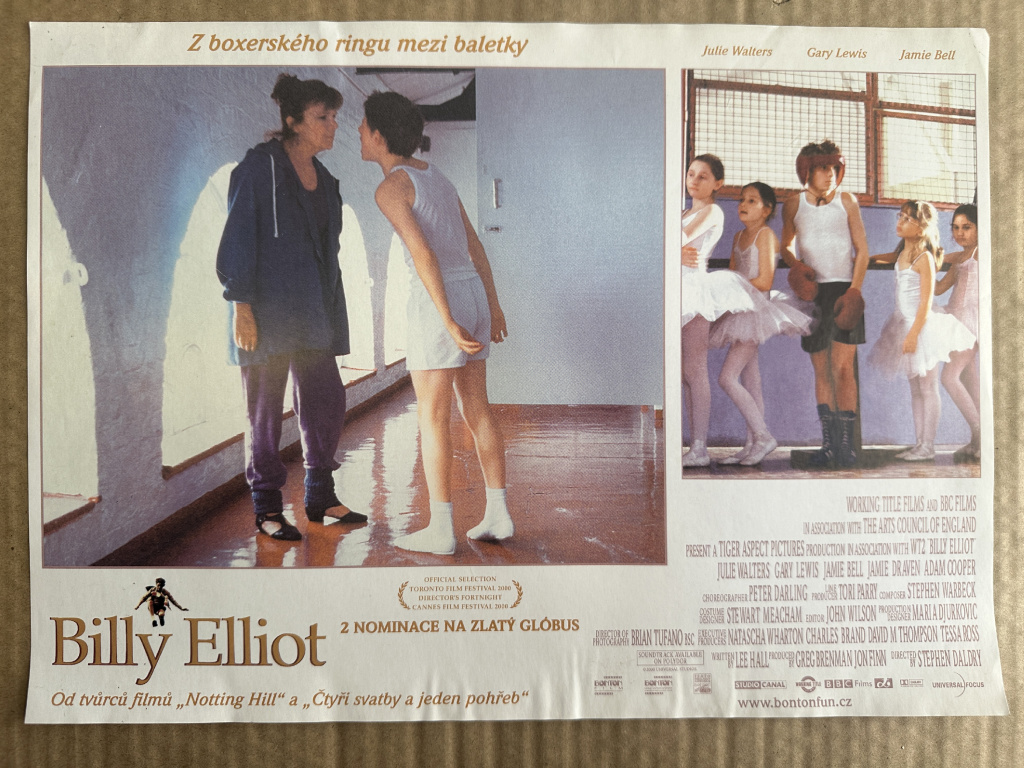 Z boxerského ringu mezi baletky
Julie Walters Gary Lewis Jamie Bell
OFFICIAL SELECTION
TORONTO FILM FESTIVAL 2000
DIRECTOR'S FORTNIGHT
CANNES FILM FESTIVAL 2000
Billy Elliot
2 NOMINACE NA ZLATÝ GLÓBUS
Od tvůrců filmů „Notting Hill“ a „Čtyři svatby a jeden pohřeb“
WORKING TITLE FILMS AND BBC FILMS
IN ASSOCIATION WITH THE ARTS COUNCIL OF ENGLAND
PRESENT A TIGER ASPECT PICTURES PRODUCTION IN ASSOCIATION WITH WT2 'BILLY ELLIOT'
JULIE WALTERS GARY LEWIS JAMIE BELL JAMIE DRAVEN ADAM COOPER
CHOREOGRAPHER PETER DARLING LINE PRODUCER TORI PARRY COMPOSER STEPHEN WARBECK
COSTUME DESIGNER STEWART MEACHAM EDITOR JOHN WILSON PRODUCTION DESIGNER MARIA DJURKOVIC
DIRECTOR OF PHOTOGRAPHY BRIAN TUFANO BSC EXECUTIVE PRODUCERS NATASCHA WHARTON CHARLES BRAND DAVID M THOMPSON TESSA ROSS
SOUNDTRACK AVAILABLE ON POLYDOR WRITTEN BY LEE HALL PRODUCED BY GREG BRENMAN JON FINN DIRECTED BY STEPHEN DALDRY
BONTON BONTON STUDIOCANAL BBC Films UNIVERSAL FOCUS
www.bontonfun.cz